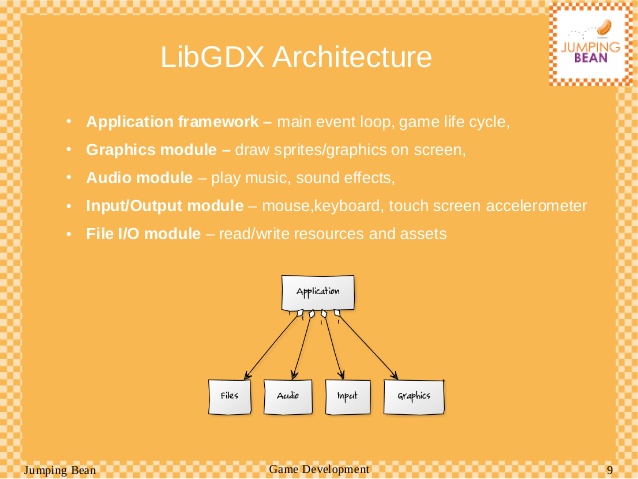 LibGDX Architecture
JUMPING
BEAN
• Application framework – main event loop, game life cycle,
• Graphics module – draw sprites/graphics on screen,
• Audio module – play music, sound effects,
• Input/Output module – mouse,keyboard, touch screen accelerometer
• File I/O module – read/write resources and assets
Application
Files Audio Input Graphics
Jumping Bean Game Development 9